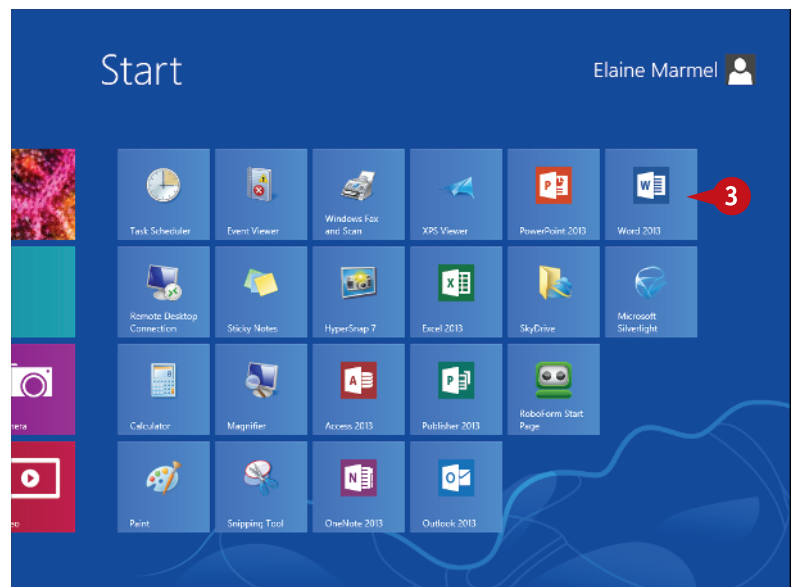 Start
Elaine Marmel
Task Scheduler
Event Viewer
Windows Fax
and Scan
XPS Viewer
PowerPoint 2013
Word 2013
3
Remote Desktop
Connection
Sticky Notes
HyperSnap 7
Excel 2013
SkyDrive
Microsoft
Silverlight
mera
Calculator
Magnifier
Access 2013
Publisher 2013
RoboForm Start
Page
eo
Paint
Snipping Tool
OneNote 2013
Outlook 2013